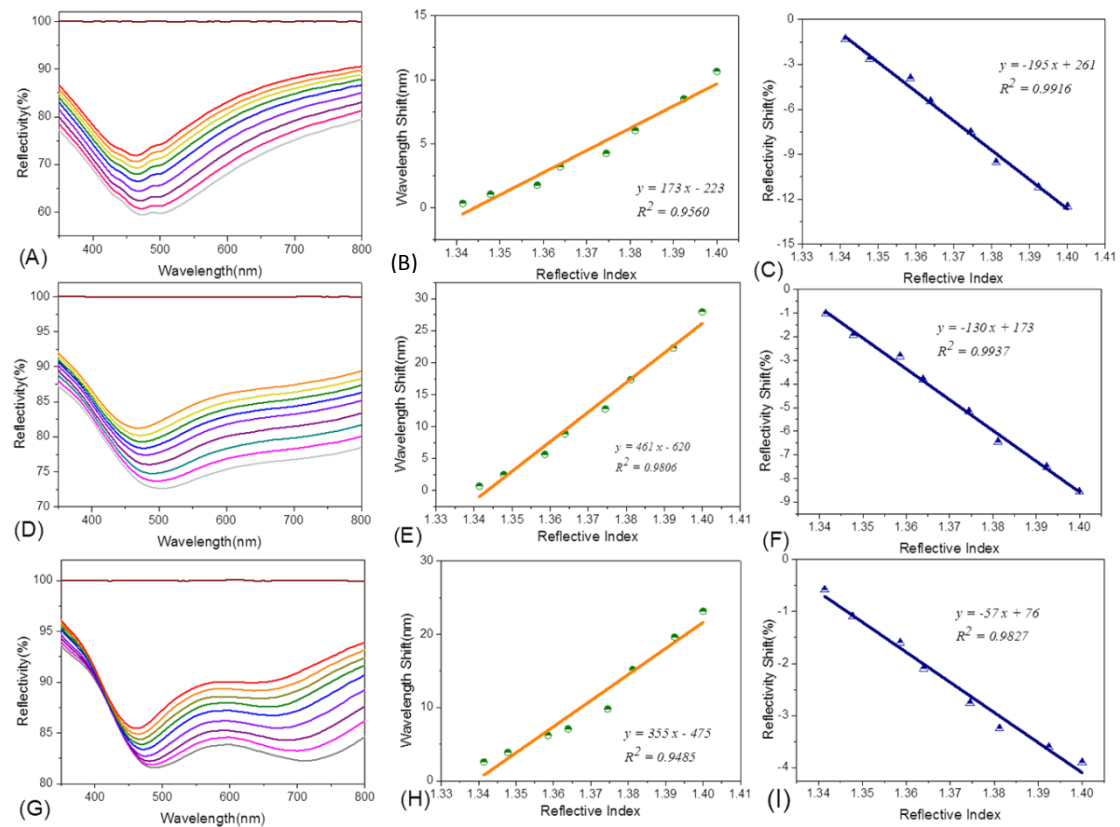 100
90
80
70
60
Reflectivity(%)
400 500 600 700 800
Wavelength(nm)
(A)
15
10
5
0
Wavelength Shift(nm)
y = 173 x - 223
R² = 0.9560
1.33 1.34 1.35 1.36 1.37 1.38 1.39 1.40 1.41
Reflective Index
(B)
0
-3
-6
-9
-12
-15
Reflectivity Shift(%)
y = -195 x + 261
R² = 0.9916
1.34 1.35 1.36 1.37 1.38 1.39 1.40 1.41
Reflective Index
(C)
100
95
90
85
80
75
70
Reflectivity(%)
400 500 600 700 800
Wavelength(nm)
(D)
30
25
20
15
10
5
0
Wavelength Shift(nm)
y = 461 x - 620
R² = 0.9806
1.33 1.34 1.35 1.36 1.37 1.38 1.39 1.40 1.41
Reflective Index
(E)
0
-1
-2
-3
-4
-5
-6
-7
-8
-9
Reflectivity Shift(%)
y = -130 x + 173
R² = 0.9937
1.34 1.35 1.36 1.37 1.38 1.39 1.40
Reflective Index
(F)
100
95
90
85
80
Reflectivity(%)
400 500 600 700 800
Wavelength(nm)
(G)
30
20
10
0
Wavelength Shift(nm)
y = 355 x - 475
R² = 0.9485
1.33 1.34 1.35 1.36 1.37 1.38 1.39 1.40 1.41
Reflective Index
(H)
0
-1
-2
-3
-4
Reflectivity Shift(%)
y = -57 x + 76
R² = 0.9827
1.34 1.35 1.36 1.37 1.38 1.39 1.40
Reflective Index
(I)